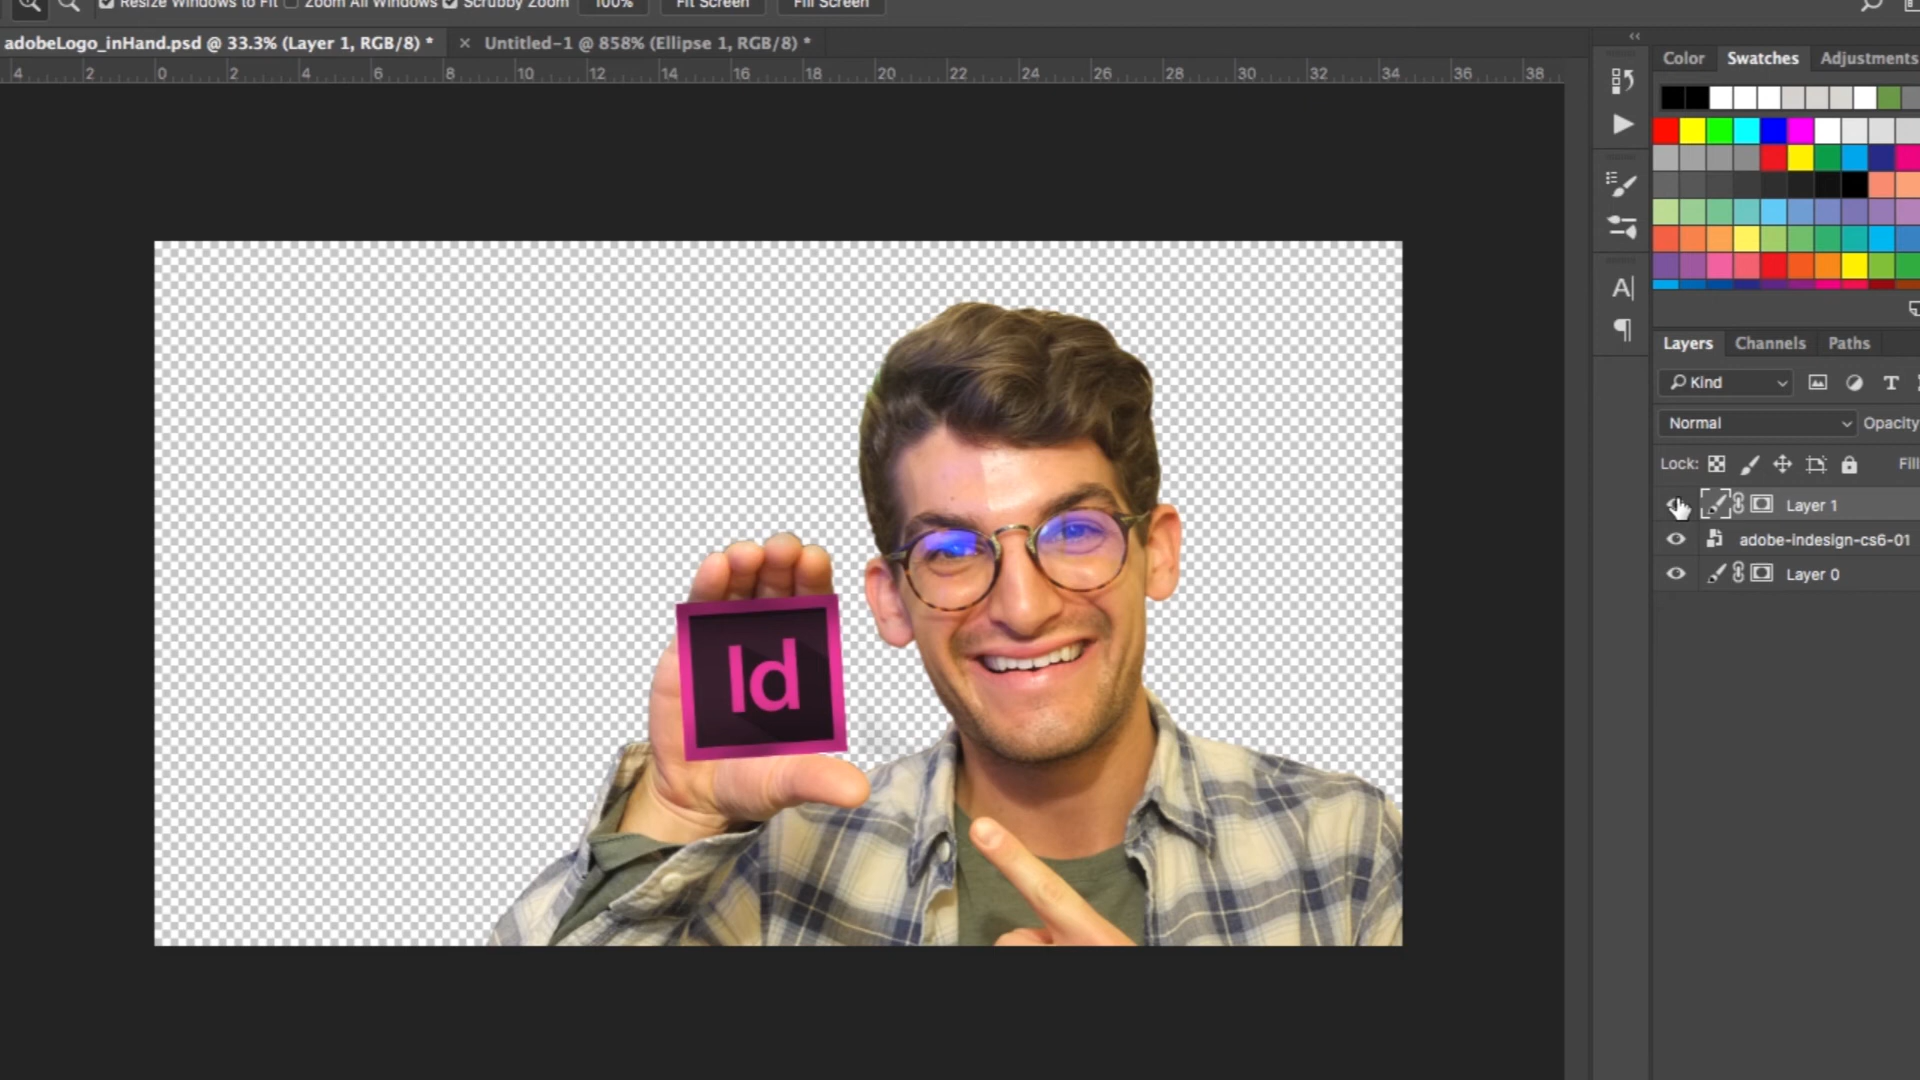 Resize Windows to Fit Zoom All Windows Scrubby Zoom 100% Fit Screen Fill Screen
adobeLogo_inHand.psd @ 33.3% (Layer 1, RGB/8) * × Untitled-1 @ 858% (Ellipse 1, RGB/8) *
4 2 0 2 4 6 8 10 12 14 16 18 20 22 24 26 28 30 32 34 36 38
Color Swatches Adjustments
Layers Channels Paths
Kind
Normal Opacity
Lock: Fill
Layer 1
adobe-indesign-cs6-01
Layer 0
Id